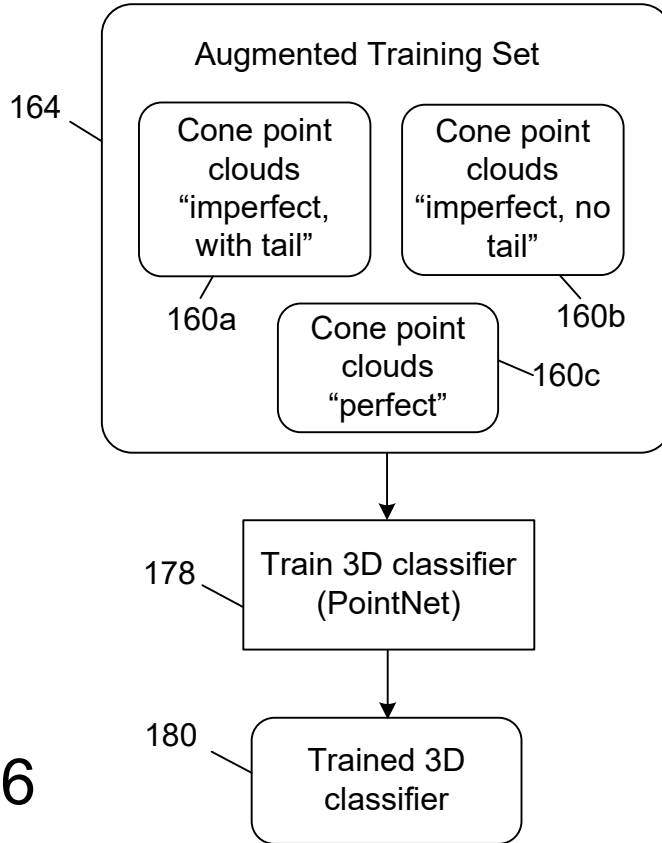 Augmented Training Set
164
Cone point
clouds
“imperfect,
with tail”
Cone point
clouds
“imperfect, no
tail”
160a
160b
Cone point
clouds
“perfect”
160c
178
Train 3D classifier
(PointNet)
180
Trained 3D
classifier
6